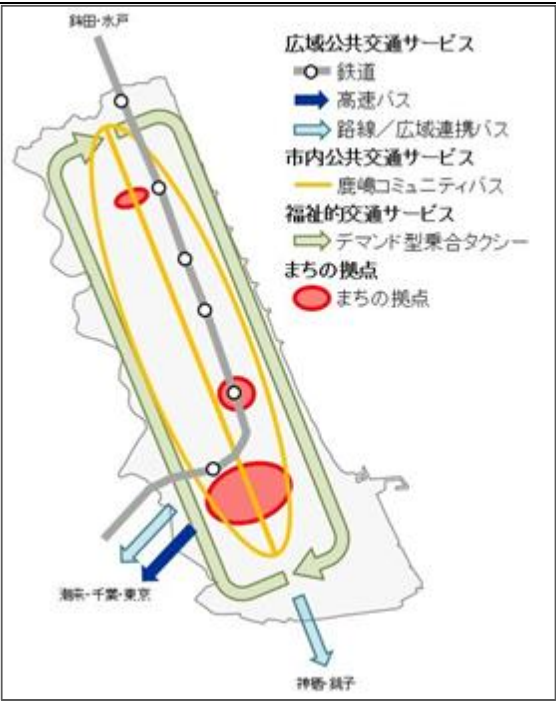 鉾田・水戸
広域公共交通サービス
鉄道
高速バス
路線／広域連携バス
市内公共交通サービス
鹿嶋コミュニティバス
福祉的交通サービス
デマンド型乗合タクシー
まちの拠点
まちの拠点
潮来・千葉・東京
神栖・銚子